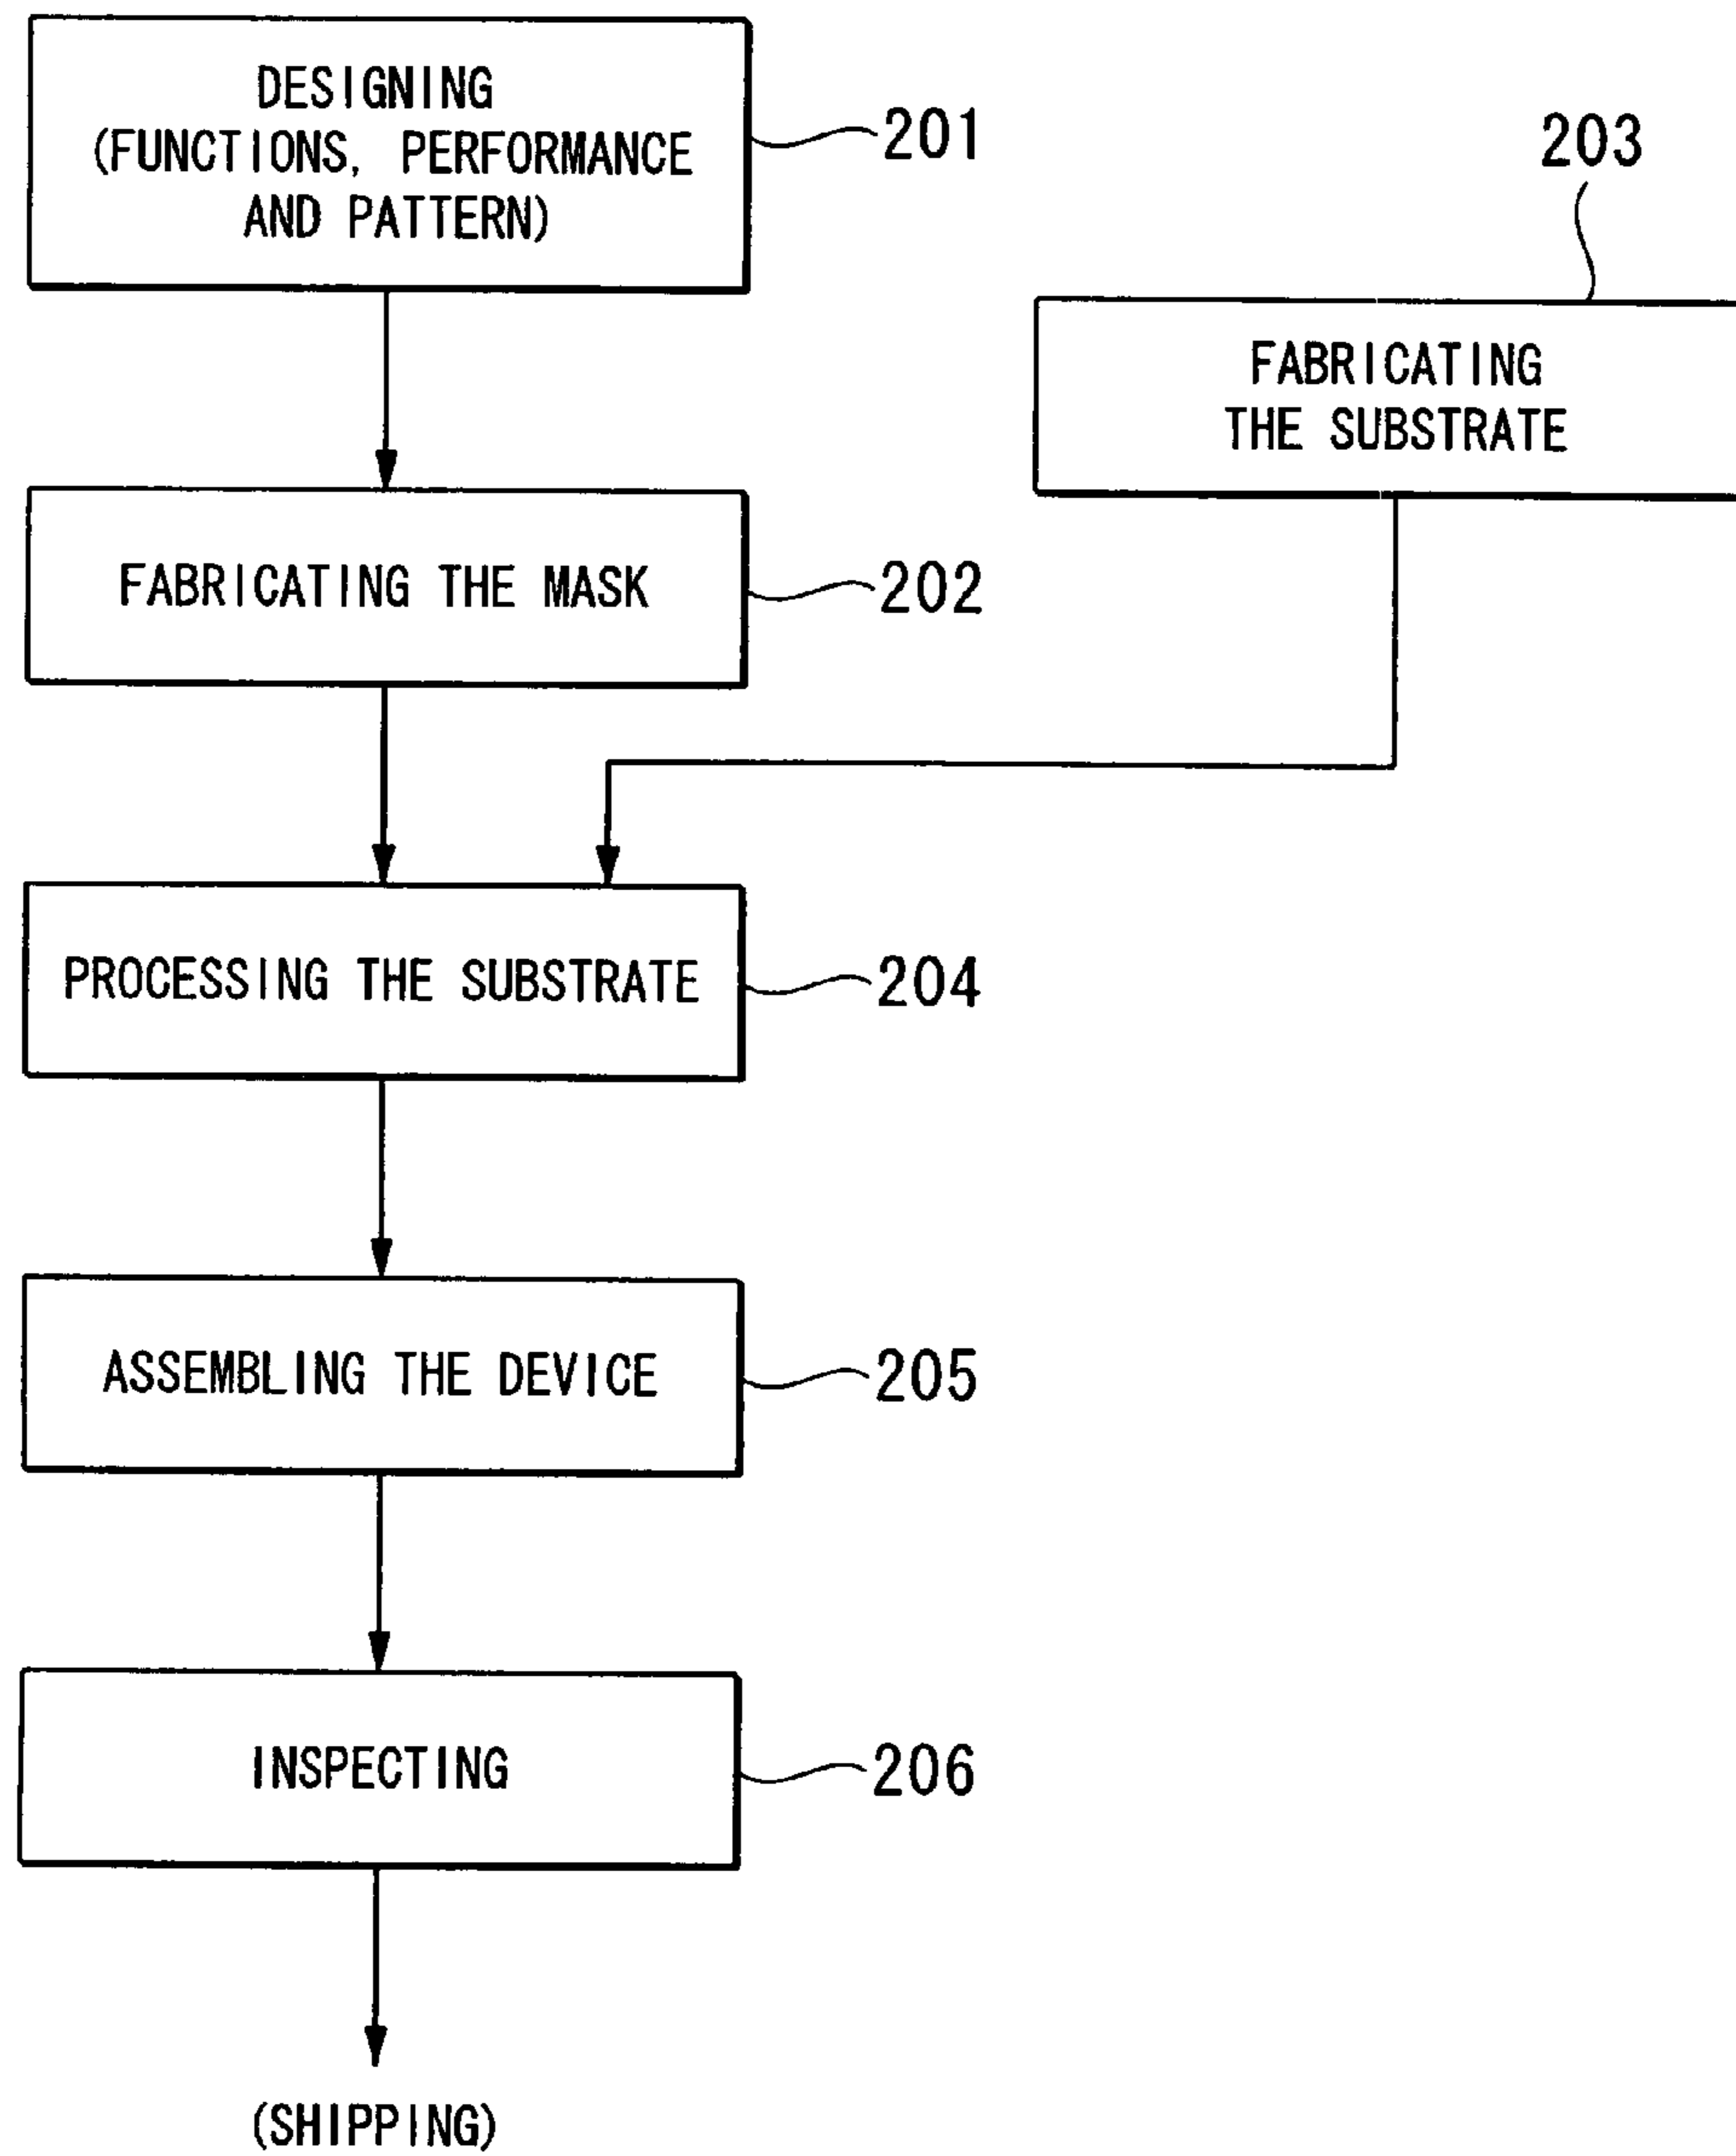 DESIGNING
(FUNCTIONS, PERFORMANCE
AND PATTERN)
201
203
FABRICATING
THE SUBSTRATE
FABRICATING THE MASK
202
PROCESSING THE SUBSTRATE
204
ASSEMBLING THE DEVICE
205
INSPECTING
206
(SHIPPING)